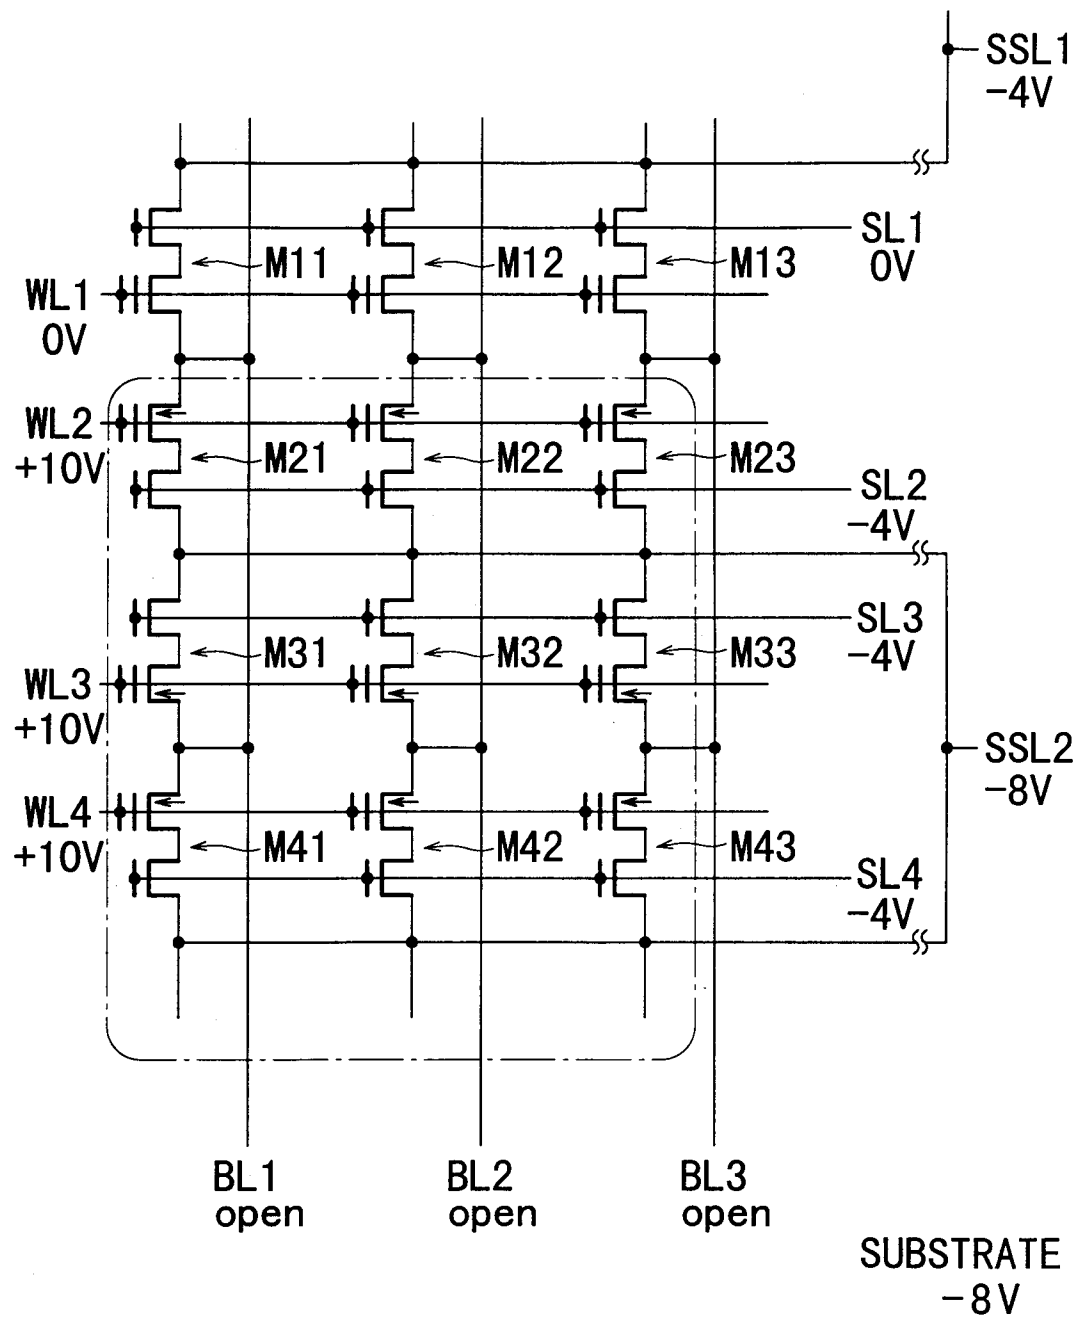 SSL1
-4V
SL1
0V
M11
M12
M13
WL1
0V
WL2
+10V
M21
M22
M23
SL2
-4V
SL3
-4V
M31
M32
M33
WL3
+10V
SSL2
-8V
WL4
+10V
M41
M42
M43
SL4
-4V
BL1
open
BL2
open
BL3
open
SUBSTRATE
-8V